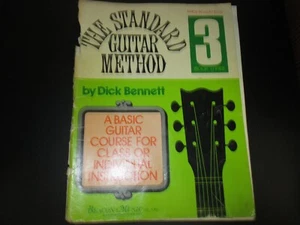 THE STANDARD
GUITAR
METHOD
3
by Dick Bennett
A BASIC
GUITAR
COURSE FOR
CLASS OR
INDIVIDUAL
INSTRUCTION